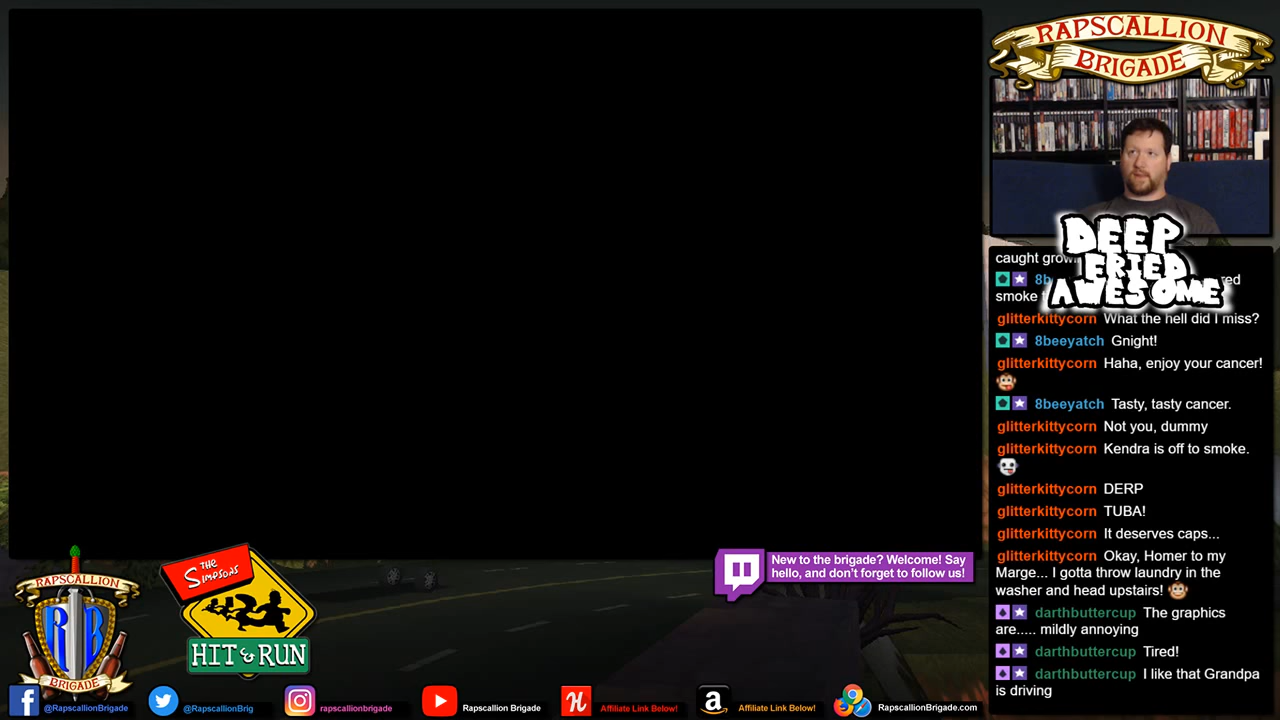 RAPSCALLION
BRIGADE
DEEP
FRIED
AWESOME
caught
smoke
glitterkittycorn What the hell did I miss?
8beeyatch Gnight!
glitterkittycorn Haha, enjoy your cancer!
8beeyatch Tasty, tasty cancer.
glitterkittycorn Not you, dummy
glitterkittycorn Kendra is off to smoke.
glitterkittycorn DERP
glitterkittycorn TUBA!
glitterkittycorn It deserves caps...
glitterkittycorn Okay, Homer to my
Marge... I gotta throw laundry in the
washer and head upstairs!
darthbuttercup The graphics
are..... mildly annoying
darthbuttercup Tired!
darthbuttercup I like that Grandpa
is driving
New to the brigade? Welcome! Say
hello, and don't forget to follow us!
RAPSCALLION
RB
BRIGADE
THE
SIMPSONS
HIT & RUN
@RapscallionBrigade
@RapscallionBrig
rapscallionbrigade
Rapscallion Brigade
Affiliate Link Below!
Affiliate Link Below!
RapscallionBrigade.com